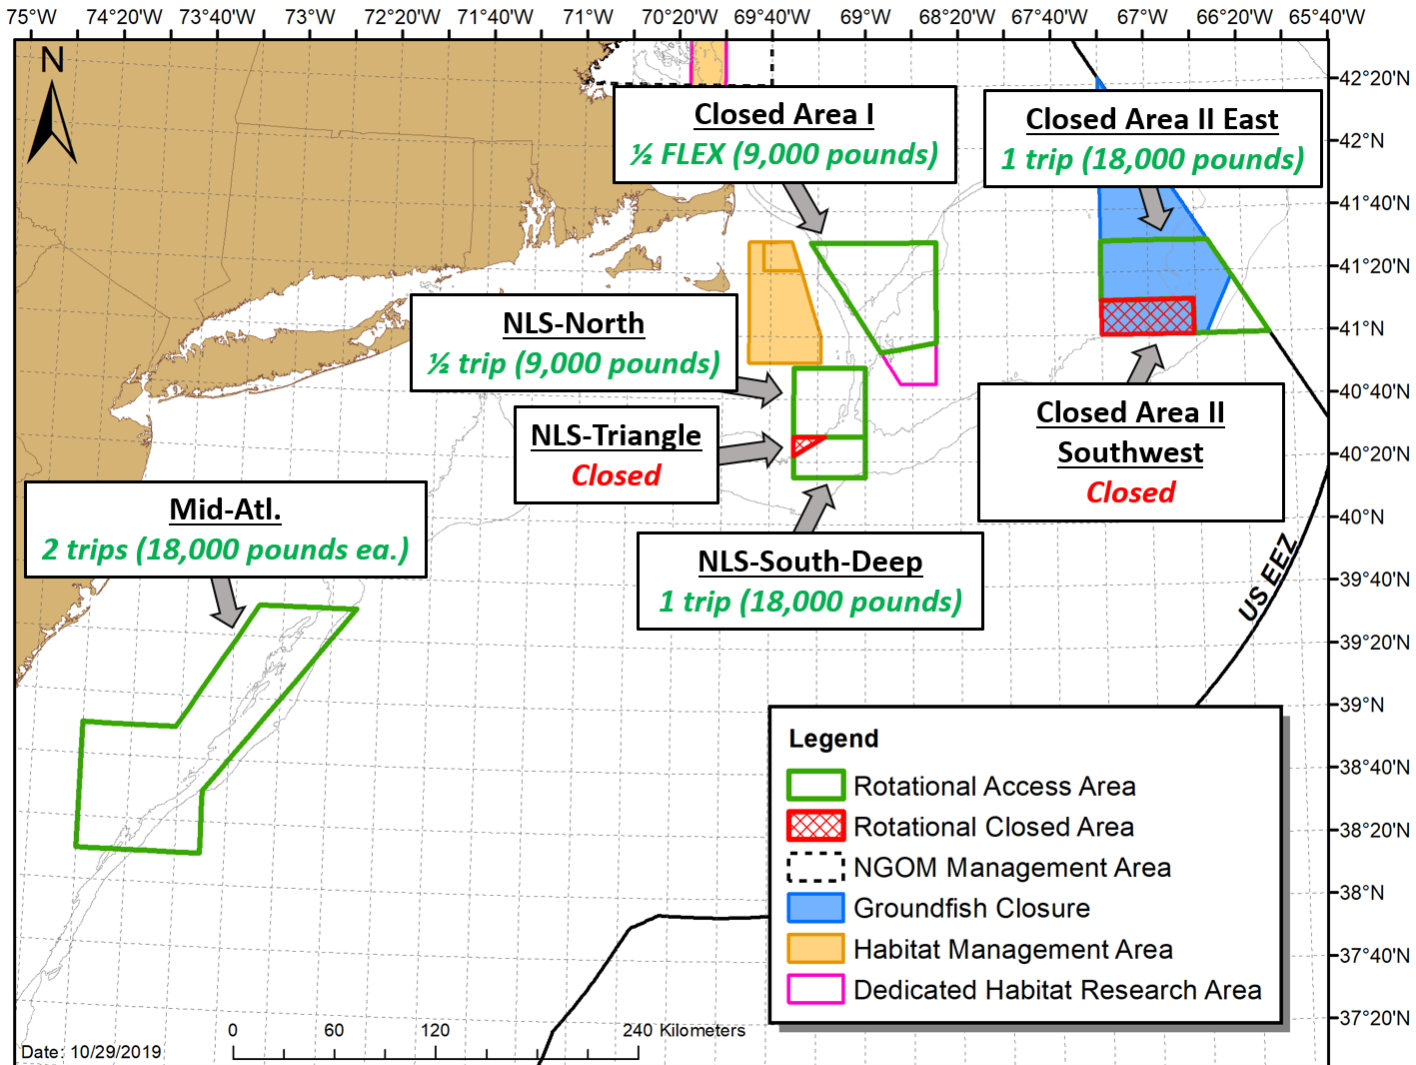 75°W 74°20'W 73°40'W 73°W 72°20'W 71°40'W 71°W 70°20'W 69°40'W 69°W 68°20'W 67°40'W 67°W 66°20'W 65°40'W
N
42°20'N
42°N
41°40'N
41°20'N
41°N
40°40'N
40°20'N
40°N
39°40'N
39°20'N
39°N
38°40'N
38°20'N
38°N
37°40'N
37°20'N
Closed Area I
½ FLEX (9,000 pounds)
Closed Area II East
1 trip (18,000 pounds)
NLS-North
½ trip (9,000 pounds)
NLS-Triangle
Closed
Closed Area II
Southwest
Closed
Mid-Atl.
2 trips (18,000 pounds ea.)
NLS-South-Deep
1 trip (18,000 pounds)
US EEZ
Legend
Rotational Access Area
Rotational Closed Area
NGOM Management Area
Groundfish Closure
Habitat Management Area
Dedicated Habitat Research Area
0 60 120 240 Kilometers
Date: 10/29/2019